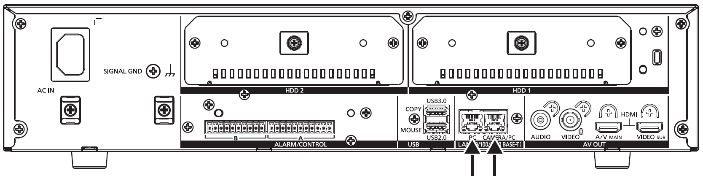 AC IN
SIGNAL GND
HDD 2
HDD 1
USB3.0
COPY
MOUSE
USB2.0
PC
CAMERA/PC
AUDIO
VIDEO
HDMI
A/V MAIN
VIDEO SUB
B
A
ALARM/CONTROL
USB
AV OUT